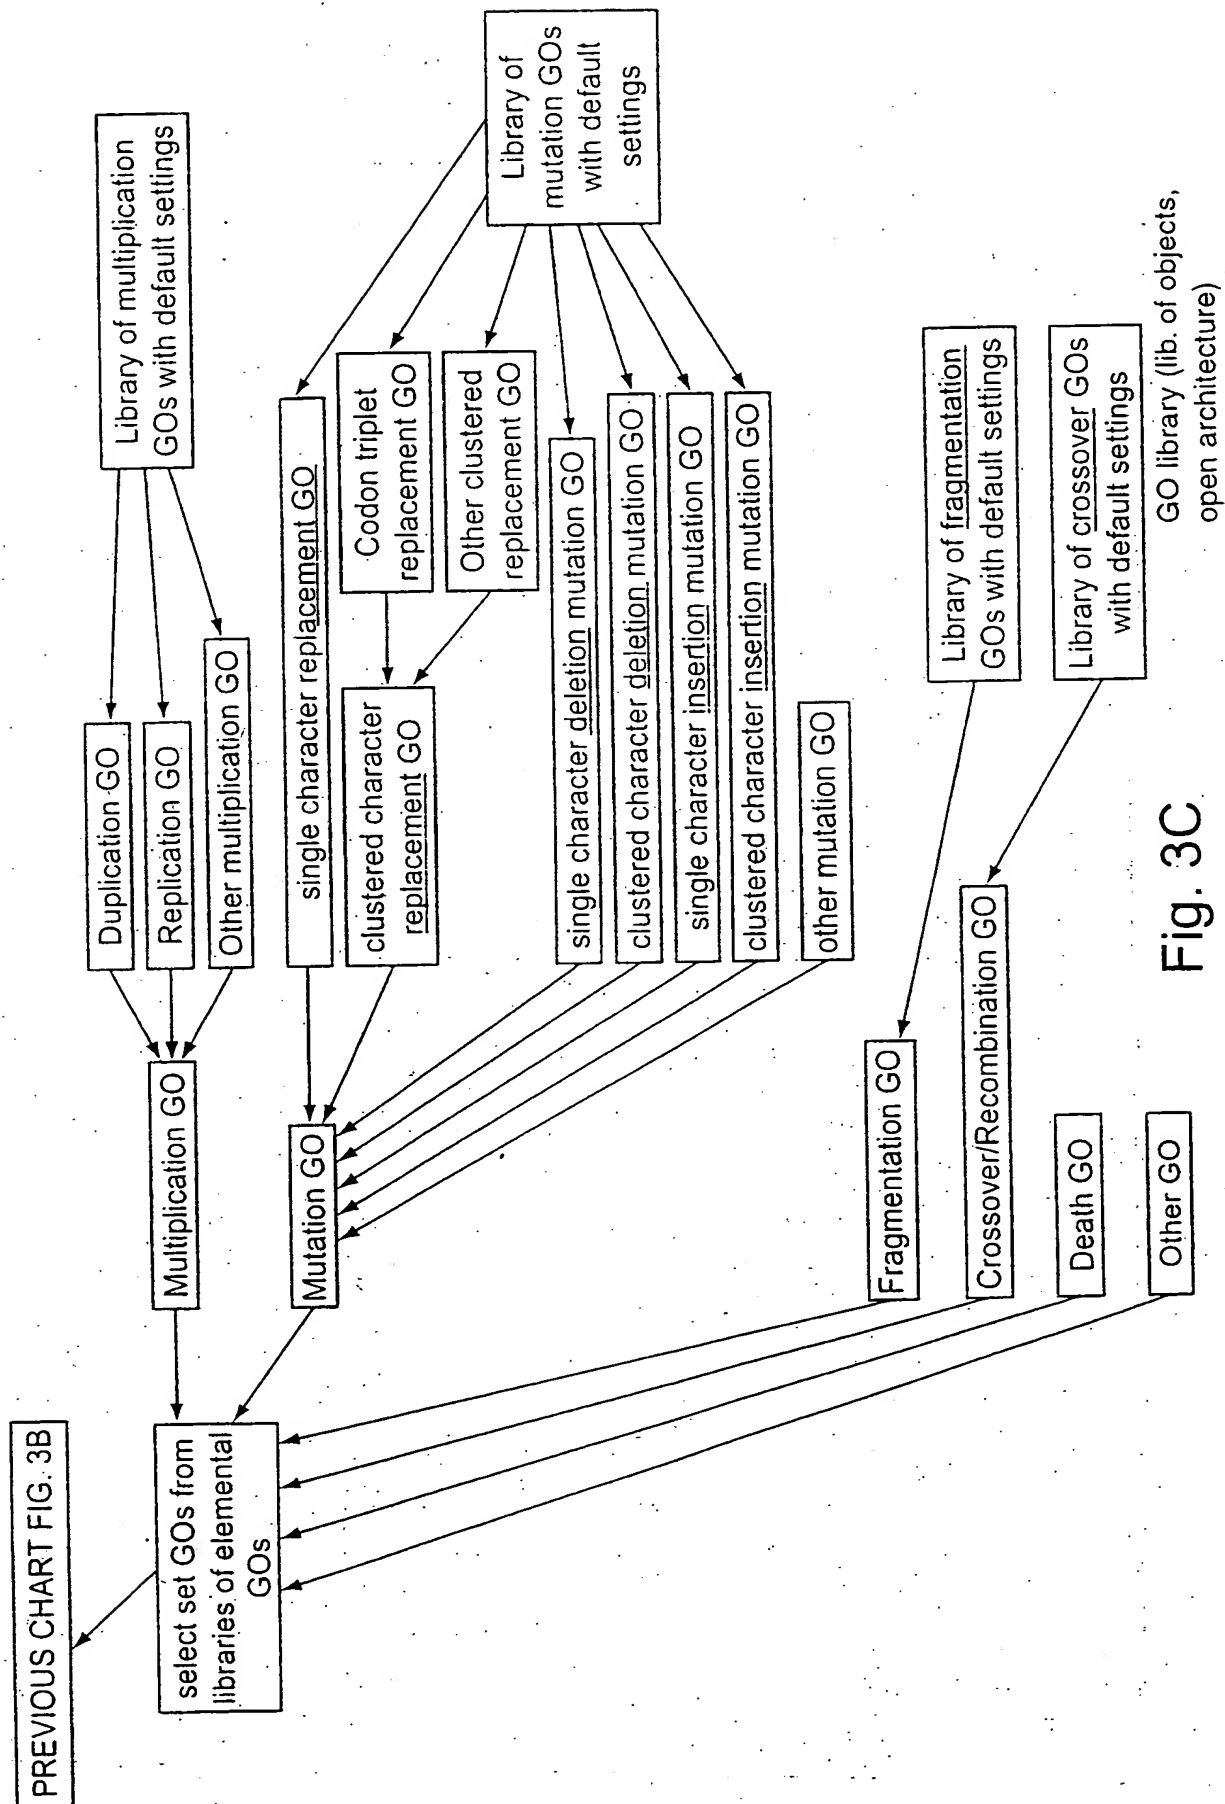 PREVIOUS CHART FIG. 3B
select set GOs from
libraries of elemental
GOs
Multiplication GO
Duplication GO
Replication GO
Other multiplication GO
Library of multiplication
GOs with default settings
Mutation GO
single character replacement GO
clustered character
replacement GO
Codon triplet
replacement GO
Other clustered
replacement GO
single character deletion mutation GO
clustered character deletion mutation GO
single character insertion mutation GO
clustered character insertion mutation GO
other mutation GO
Library of
mutation GOs
with default
settings
Fragmentation GO
Library of fragmentation
GOs with default settings
Crossover/Recombination GO
Library of crossover GOs
with default settings
Death GO
Other GO
GO library (lib. of objects,
open architecture)
Fig. 3C